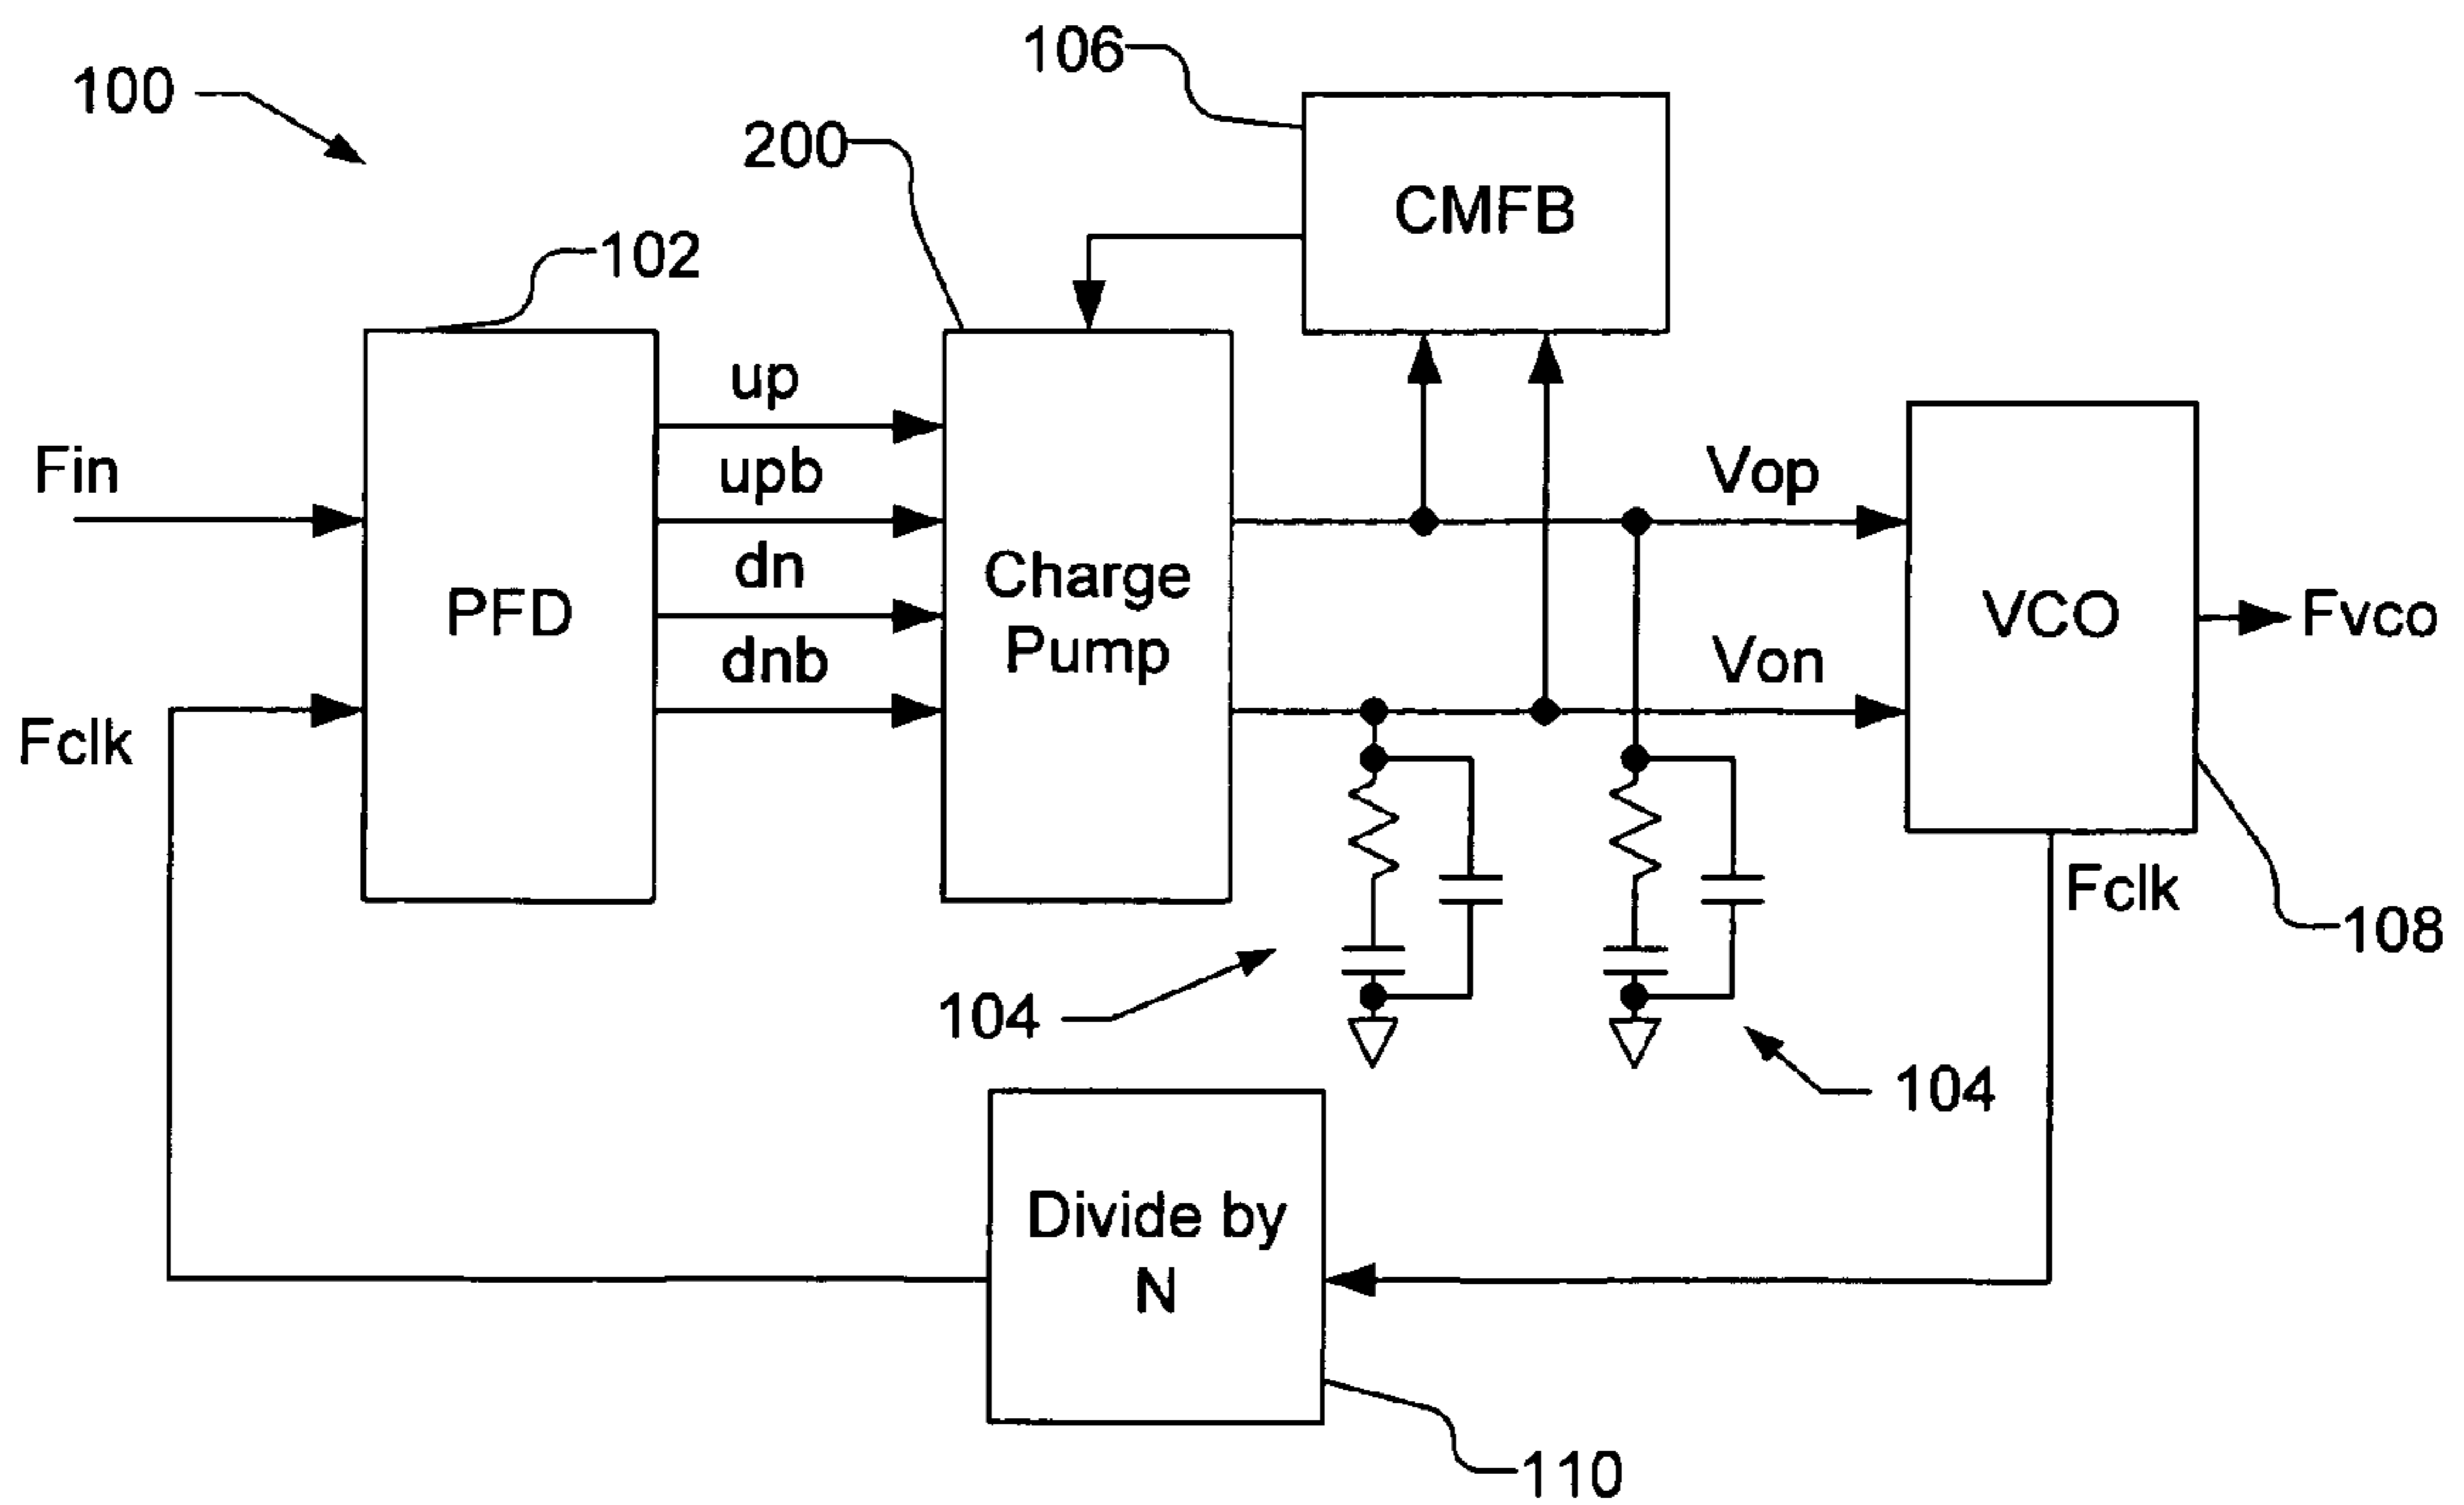 106
100
200
CMFB
102
up
Fin
upb
Vop
dn
Charge
Pump
PFD
VCO
Fvco
dnb
Von
Fclk
Fclk
108
104
104
Divide by
N
110